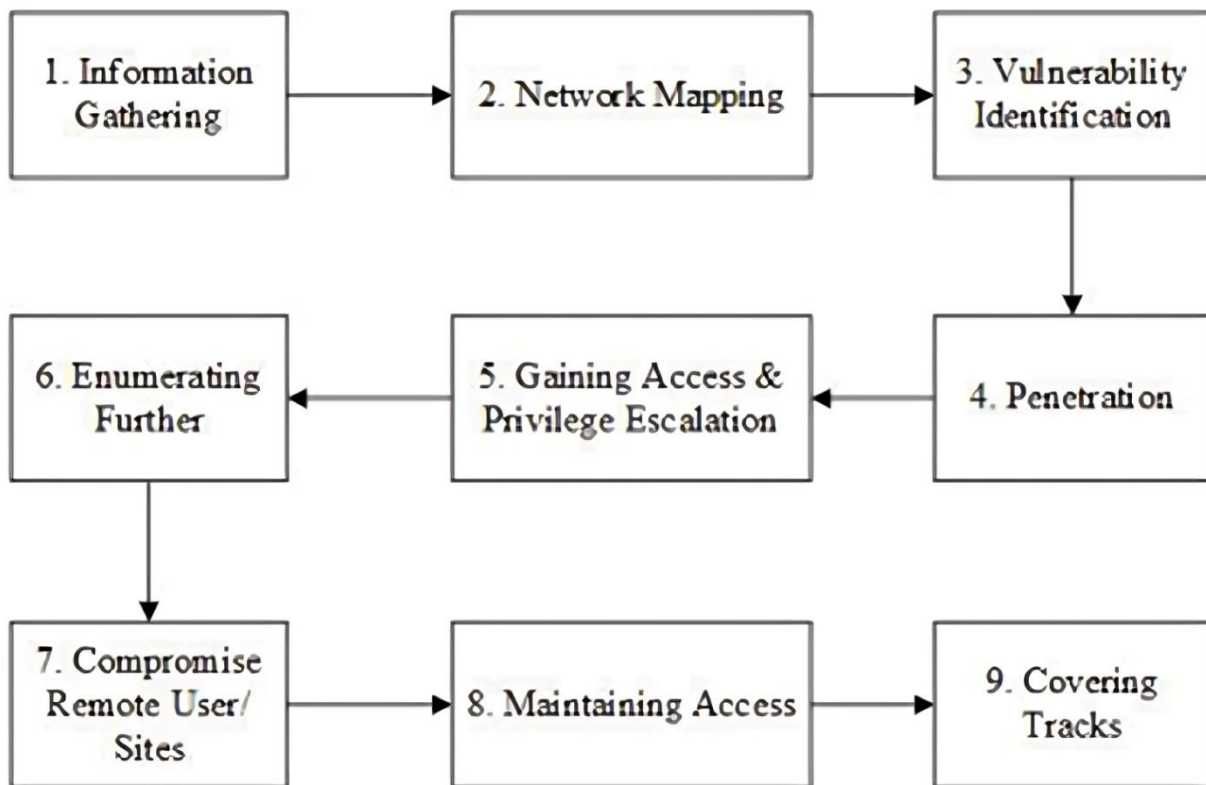 1. Information
Gathering
2. Network Mapping
3. Vulnerability
Identification
6. Enumerating
Further
5. Gaining Access &
Privilege Escalation
4. Penetration
7. Compromise
Remote User/
Sites
8. Maintaining Access
9. Covering
Tracks